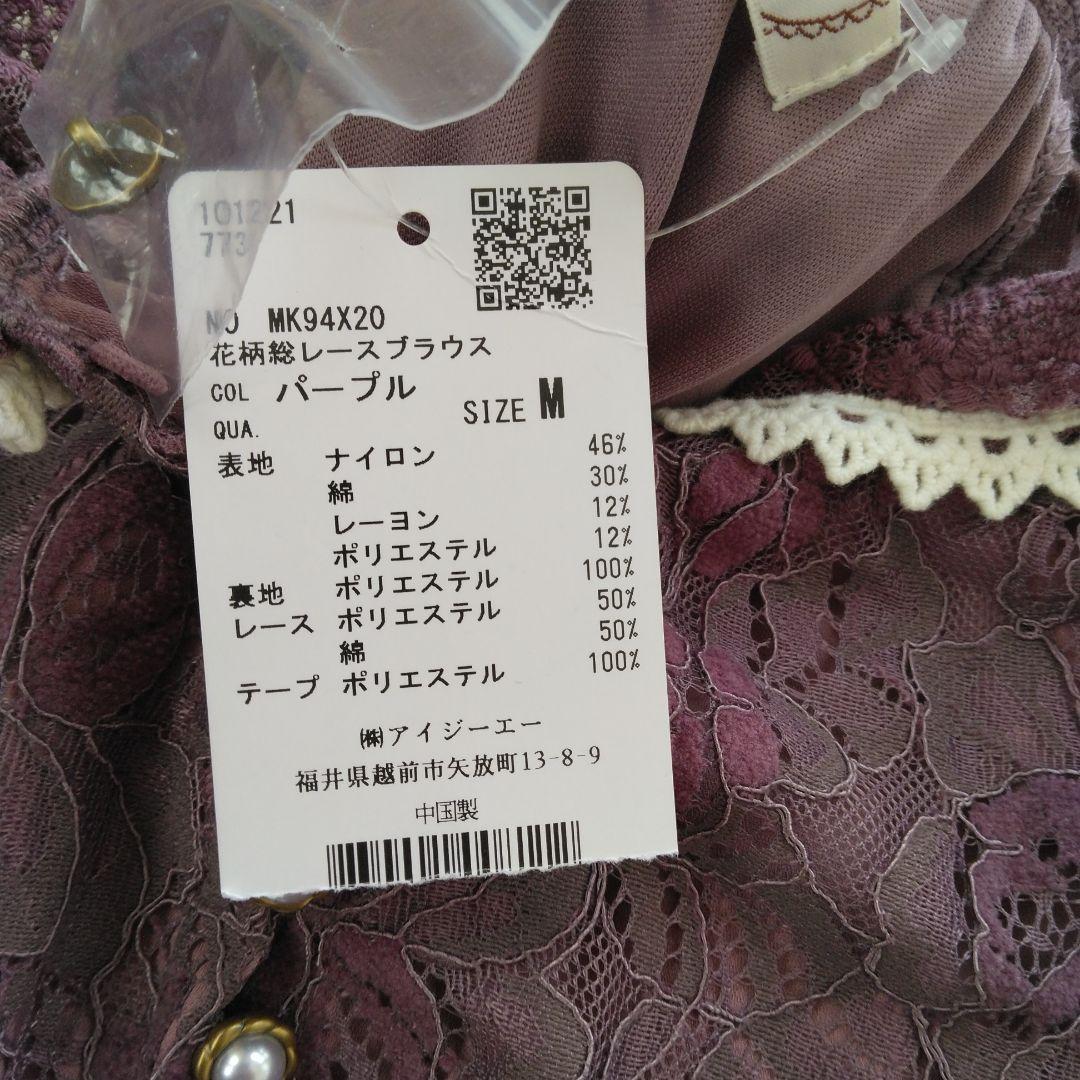 101221
773
NO MK94X20
花柄総レースブラウス
COL パープル
SIZE M
QUA.
表地 ナイロン 46%
綿 30%
レーヨン 12%
ポリエステル 12%
裏地 ポリエステル 100%
レース ポリエステル 50%
綿 50%
テープ ポリエステル 100%
㈱アイジーエー
福井県越前市矢放町13-8-9
中国製